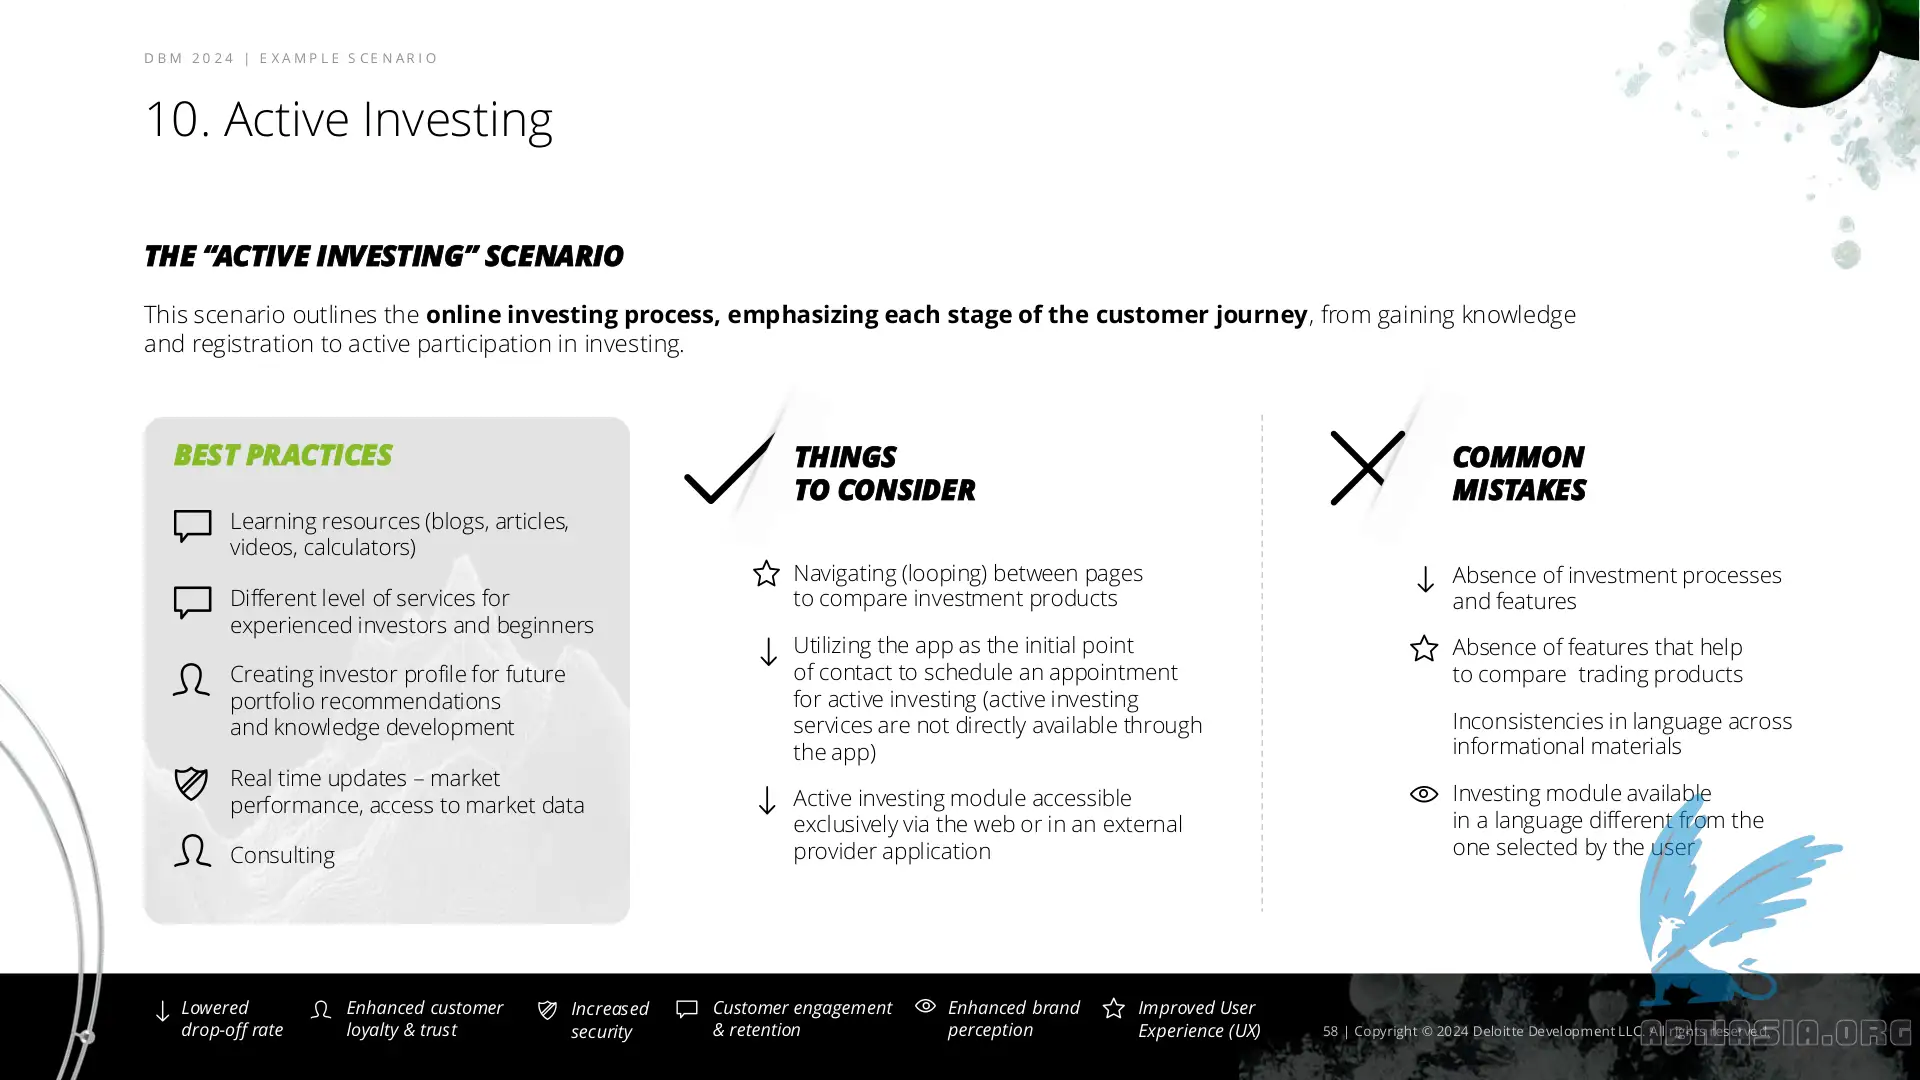 DBM 2024 | EXAMPLE SCENARIO
10. Active Investing
THE “ACTIVE INVESTING” SCENARIO
This scenario outlines the online investing process, emphasizing each stage of the customer journey, from gaining knowledge
and registration to active participation in investing.
BEST PRACTICES
Learning resources (blogs, articles,
videos, calculators)
Different level of services for
experienced investors and beginners
Creating investor profile for future
portfolio recommendations
and knowledge development
Real time updates – market
performance, access to market data
Consulting
THINGS
TO CONSIDER
Navigating (looping) between pages
to compare investment products
Utilizing the app as the initial point
of contact to schedule an appointment
for active investing (active investing
services are not directly available through
the app)
Active investing module accessible
exclusively via the web or in an external
provider application
COMMON
MISTAKES
Absence of investment processes
and features
Absence of features that help
to compare trading products
Inconsistencies in language across
informational materials
Investing module available
in a language different from the
one selected by the user
Lowered
drop-off rate
Enhanced customer
loyalty & trust
Increased
security
Customer engagement
& retention
Enhanced brand
perception
Improved User
Experience (UX)
58 | Copyright © 2024 Deloitte Development LLC. All rights reserved.
ABTVASIA.ORG